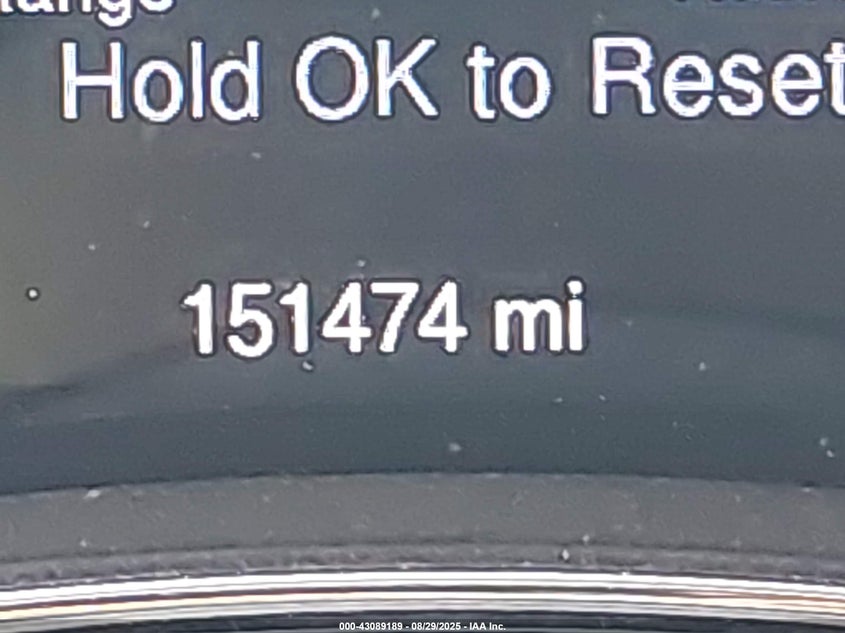 Hold OK to Reset
151474 mi
000-43089189 - 08/29/2025 - IAA Inc.